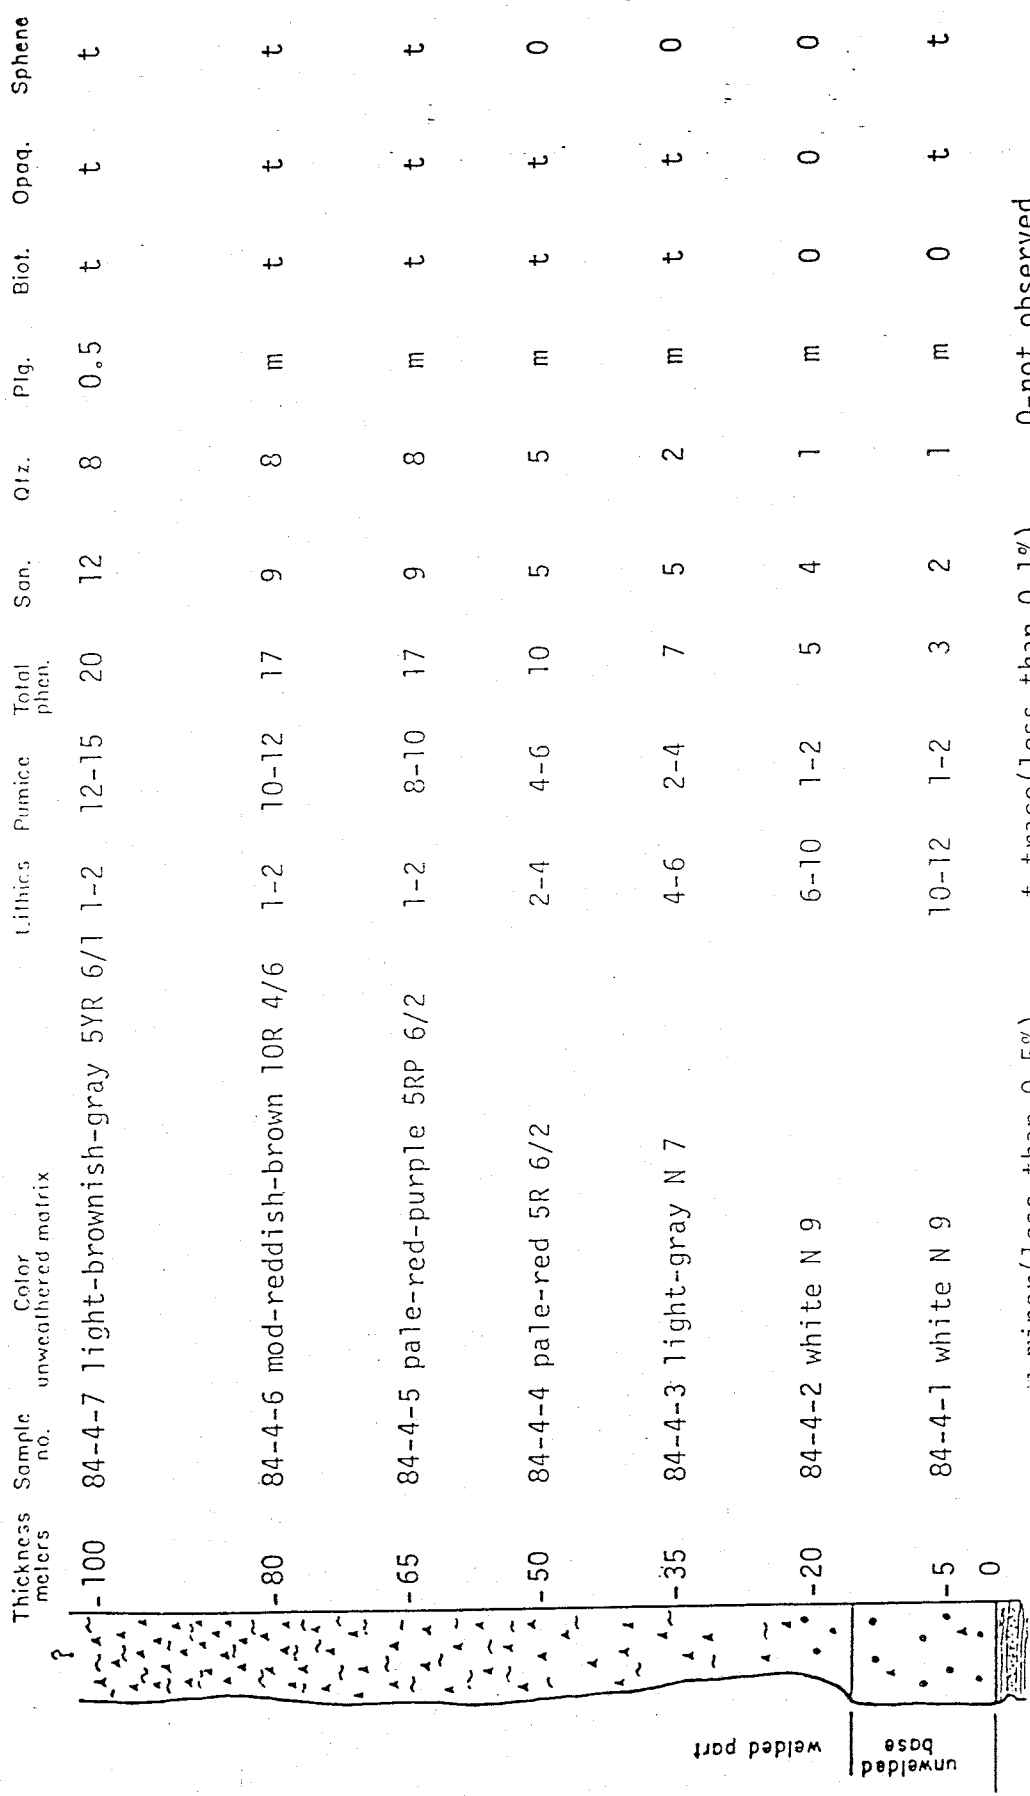 Thickness meters Sample no. Color unweathered matrix Lithics Pumice Total phen. San. Qtz. Plg. Biot. Opaq. Sphene
?
-100 84-4-7 light-brownish-gray 5YR 6/1 1-2 12-15 20 12 8 0.5 t t t
-80 84-4-6 mod-reddish-brown 10R 4/6 1-2 10-12 17 9 8 m t t t
-65 84-4-5 pale-red-purple 5RP 6/2 1-2 8-10 17 9 8 m t t t
-50 84-4-4 pale-red 5R 6/2 2-4 4-6 10 5 5 m t t 0
-35 84-4-3 light-gray N 7 4-6 2-4 7 5 2 m t t 0
-20 84-4-2 white N 9 6-10 1-2 5 4 1 m 0 0 0
-5 84-4-1 white N 9 10-12 1-2 3 2 1 m 0 t t
0
welded part
unwelded
base
m-minor(less than 0.5%) t-trace(less than 0.1%) 0-not observed